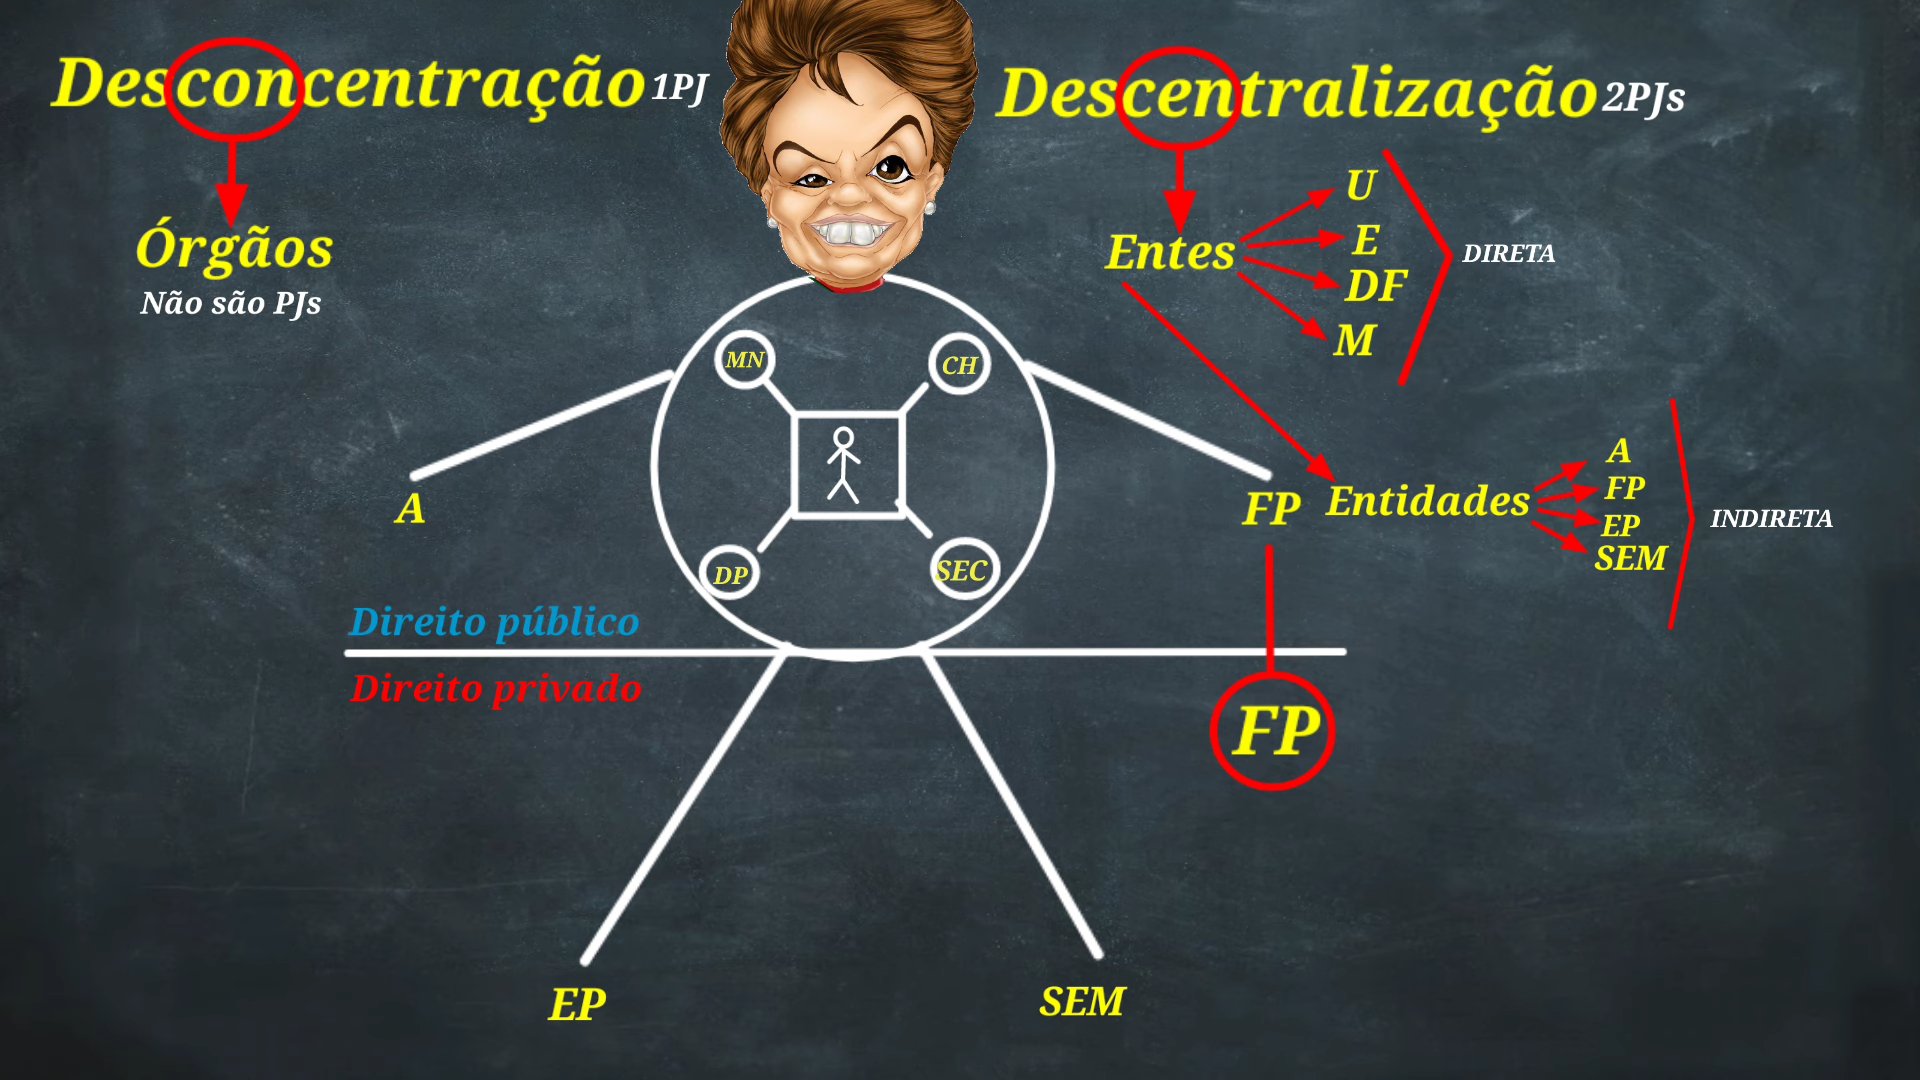 Desconcentração 1PJ
Descentralização 2PJs
Órgãos
Não são PJs
Entes
U
E
DF
M
DIRETA
MN
CH
DP
SEC
A
FP
Entidades
A
FP
EP
SEM
INDIRETA
Direito público
Direito privado
FP
EP
SEM